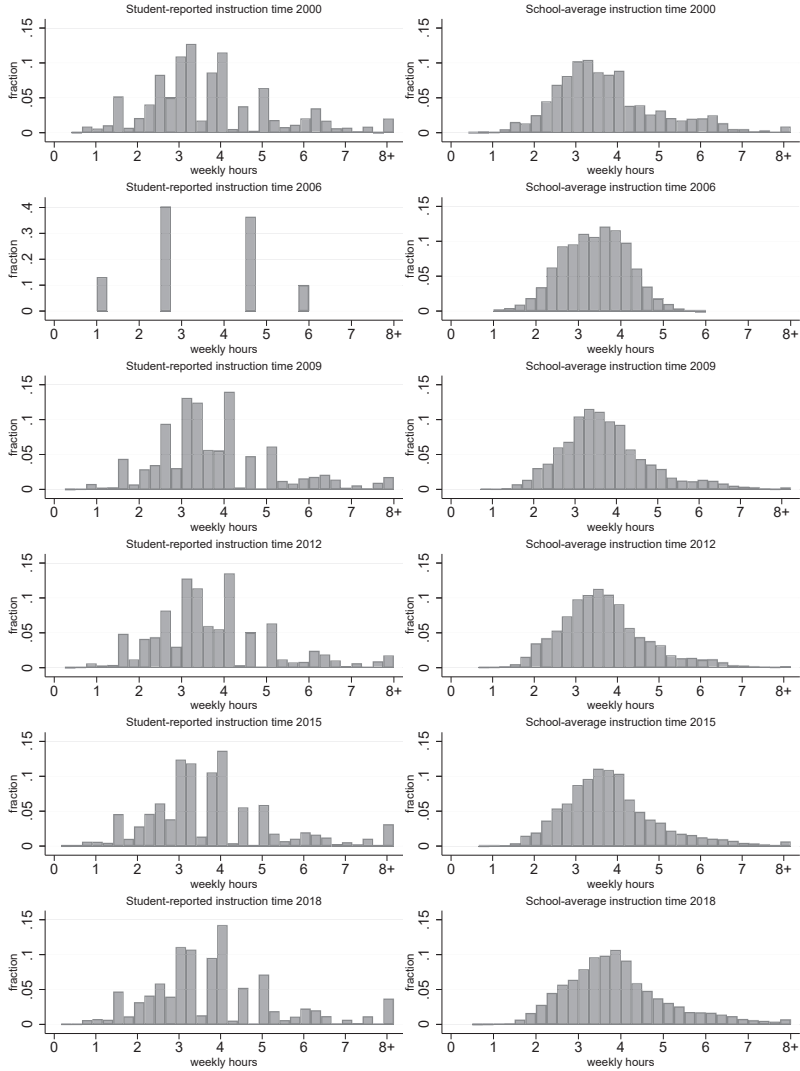 Student-reported instruction time 2000
fraction
.15
.1
.05
0
0 1 2 3 4 5 6 7 8+
weekly hours
School-average instruction time 2000
fraction
.15
.1
.05
0
0 1 2 3 4 5 6 7 8+
weekly hours
Student-reported instruction time 2006
fraction
.4
.3
.2
.1
0
0 1 2 3 4 5 6 7 8+
weekly hours
School-average instruction time 2006
fraction
.15
.1
.05
0
0 1 2 3 4 5 6 7 8+
weekly hours
Student-reported instruction time 2009
fraction
.15
.1
.05
0
0 1 2 3 4 5 6 7 8+
weekly hours
School-average instruction time 2009
fraction
.15
.1
.05
0
0 1 2 3 4 5 6 7 8+
weekly hours
Student-reported instruction time 2012
fraction
.15
.1
.05
0
0 1 2 3 4 5 6 7 8+
weekly hours
School-average instruction time 2012
fraction
.15
.1
.05
0
0 1 2 3 4 5 6 7 8+
weekly hours
Student-reported instruction time 2015
fraction
.15
.1
.05
0
0 1 2 3 4 5 6 7 8+
weekly hours
School-average instruction time 2015
fraction
.15
.1
.05
0
0 1 2 3 4 5 6 7 8+
weekly hours
Student-reported instruction time 2018
fraction
.15
.1
.05
0
0 1 2 3 4 5 6 7 8+
weekly hours
School-average instruction time 2018
fraction
.15
.1
.05
0
0 1 2 3 4 5 6 7 8+
weekly hours